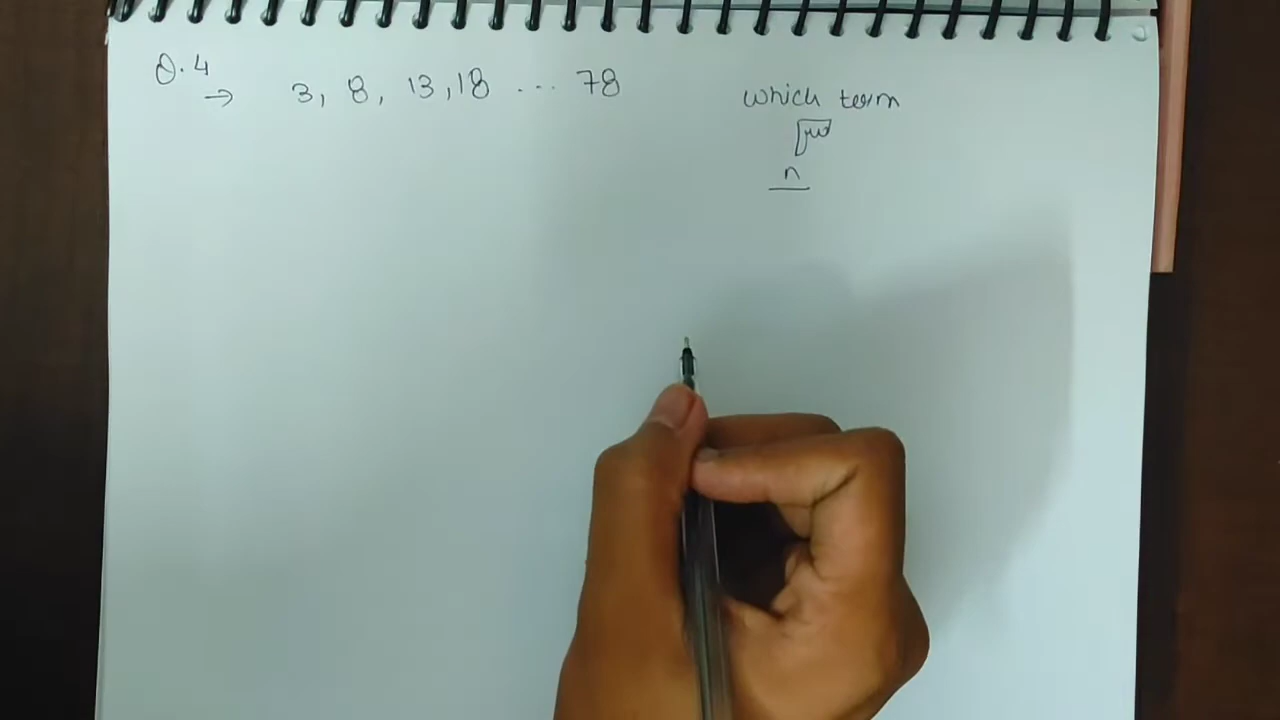 Q.4
→ 3, 8, 13, 18 ... 78
which term
n